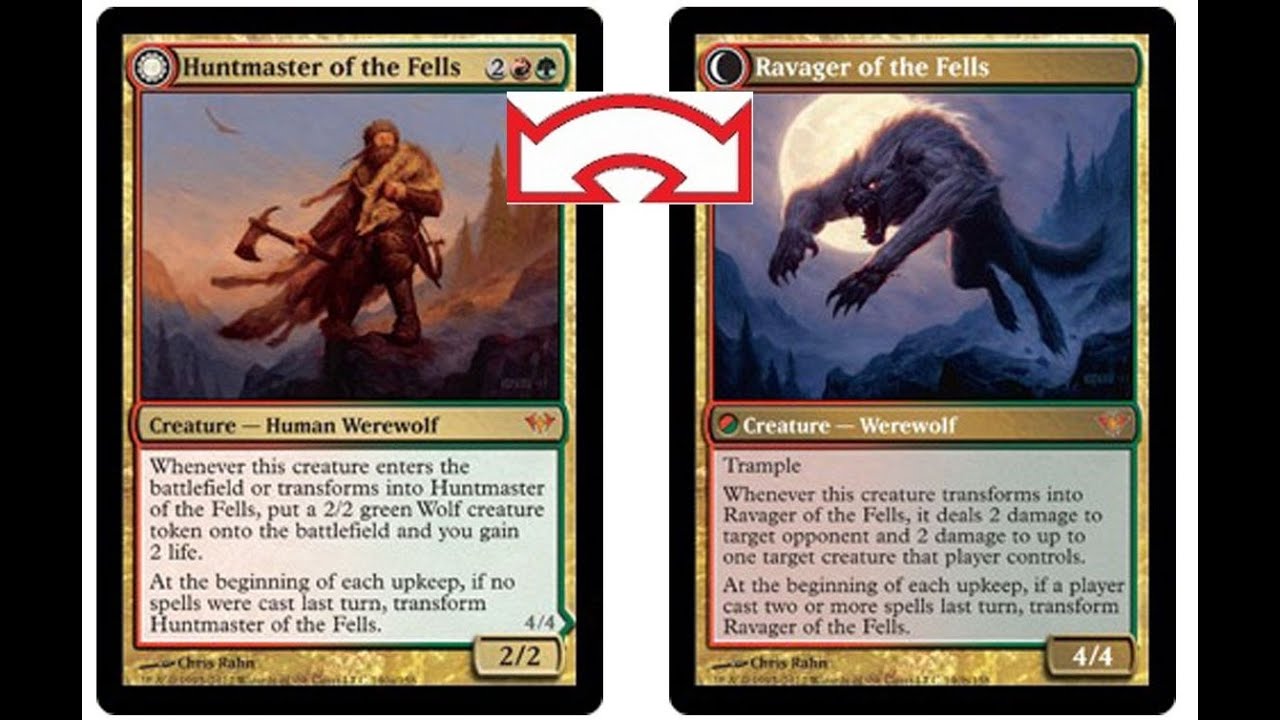 Huntmaster of the Fells 2
Whenever this creature enters the
battlefield or transforms into Huntmaster
of the Fells, put a 2/2 green Wolf creature
token onto the battlefield and you gain
2 life.
At the beginning of each upkeep, if no
spells were cast last turn, transform
Huntmaster of the Fells.
4/4
Creature — Human Werewolf
2/2
Chris Rahn
Ravager of the Fells
Creature — Werewolf
Trample
Whenever this creature transforms into
Ravager of the Fells, it deals 2 damage to
target opponent and 2 damage to up to
one target creature that player controls.
At the beginning of each upkeep, if a player
cast two or more spells last turn, transform
Ravager of the Fells.
4/4
Chris Rahn